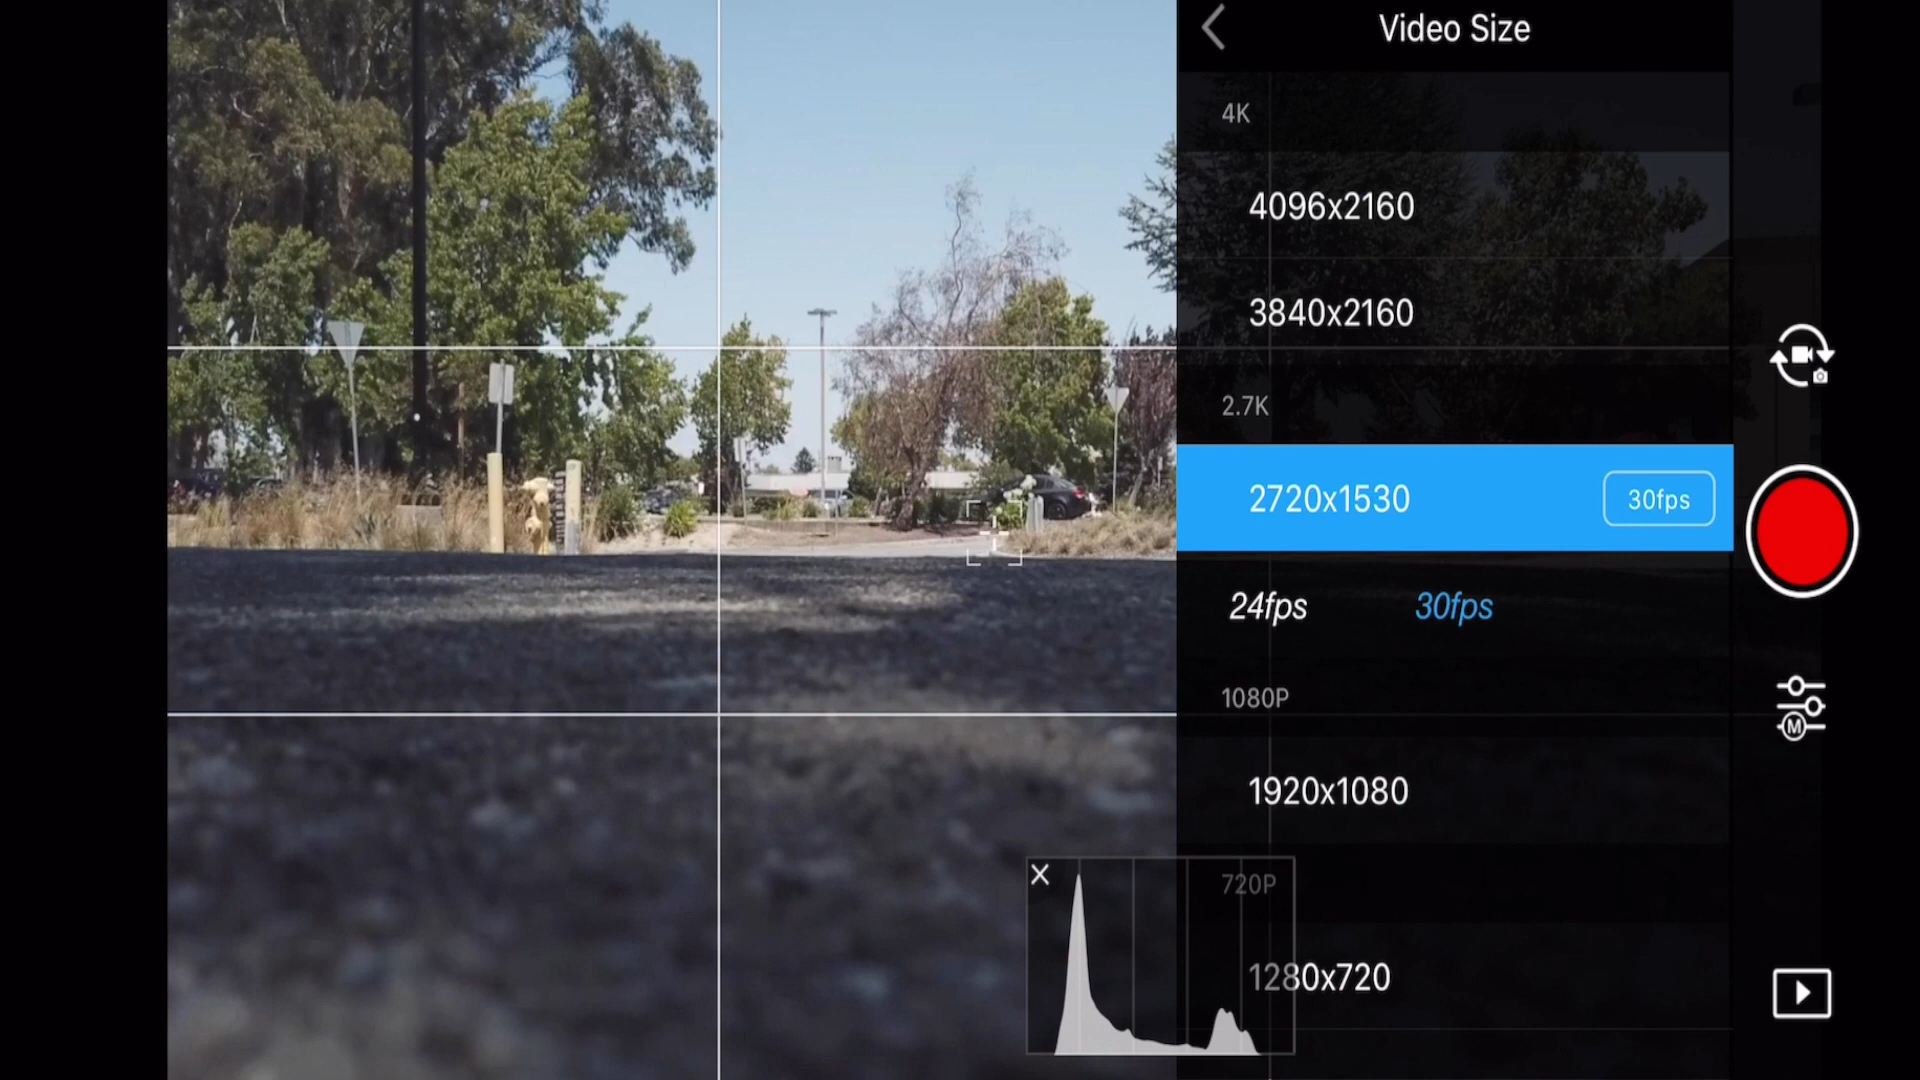 Video Size
4K
4096x2160
3840x2160
2.7K
2720x1530 30fps
24fps 30fps
1080P
1920x1080
720P
1280x720
M